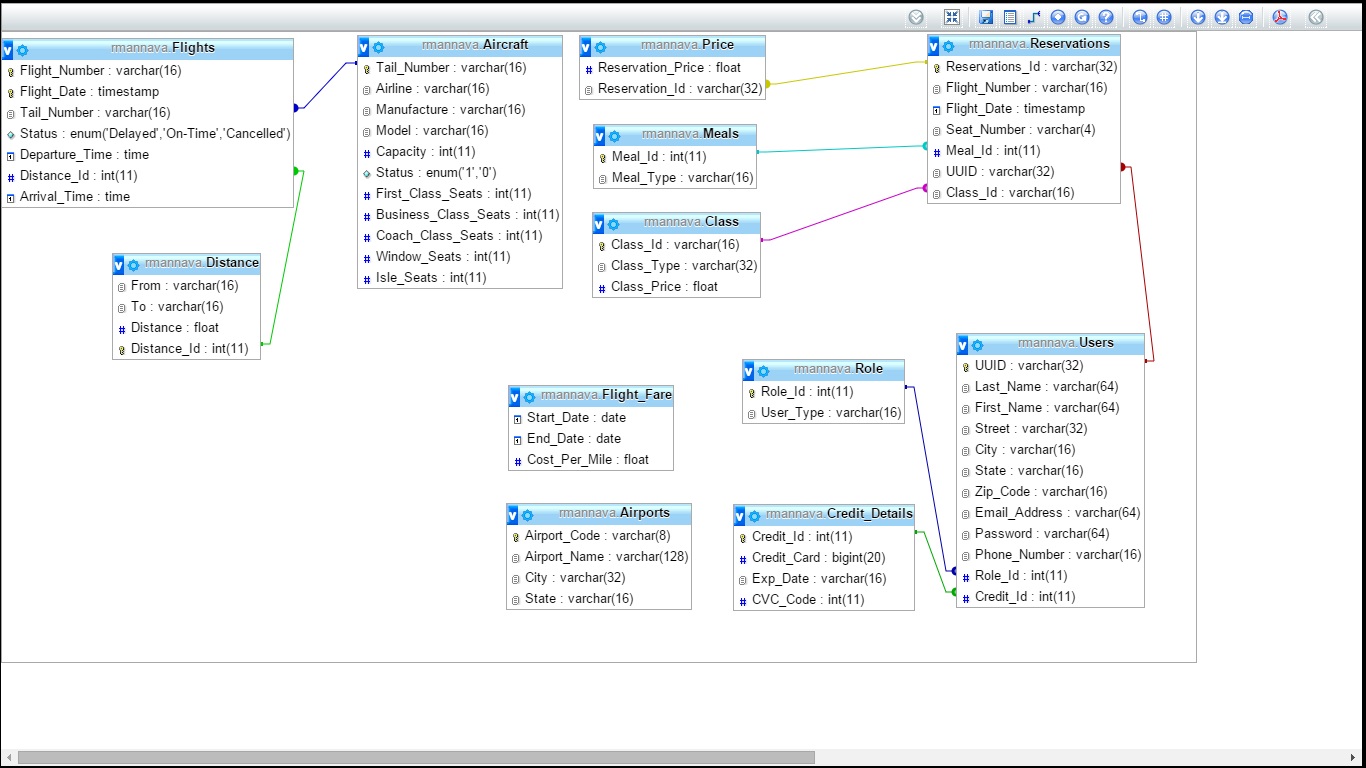 rmannava.Flights
Flight_Number : varchar(16)
Flight_Date : timestamp
Tail_Number : varchar(16)
Status : enum('Delayed','On-Time','Cancelled')
Departure_Time : time
Distance_Id : int(11)
Arrival_Time : time
rmannava.Aircraft
Tail_Number : varchar(16)
Airline : varchar(16)
Manufacture : varchar(16)
Model : varchar(16)
Capacity : int(11)
Status : enum('1','0')
First_Class_Seats : int(11)
Business_Class_Seats : int(11)
Coach_Class_Seats : int(11)
Window_Seats : int(11)
Isle_Seats : int(11)
rmannava.Price
Reservation_Price : float
Reservation_Id : varchar(32)
rmannava.Meals
Meal_Id : int(11)
Meal_Type : varchar(16)
rmannava.Class
Class_Id : varchar(16)
Class_Type : varchar(32)
Class_Price : float
rmannava.Reservations
Reservations_Id : varchar(32)
Flight_Number : varchar(16)
Flight_Date : timestamp
Seat_Number : varchar(4)
Meal_Id : int(11)
UUID : varchar(32)
Class_Id : varchar(16)
rmannava.Distance
From : varchar(16)
To : varchar(16)
Distance : float
Distance_Id : int(11)
rmannava.Flight_Fare
Start_Date : date
End_Date : date
Cost_Per_Mile : float
rmannava.Role
Role_Id : int(11)
User_Type : varchar(16)
rmannava.Users
UUID : varchar(32)
Last_Name : varchar(64)
First_Name : varchar(64)
Street : varchar(32)
City : varchar(16)
State : varchar(16)
Zip_Code : varchar(16)
Email_Address : varchar(64)
Password : varchar(64)
Phone_Number : varchar(16)
Role_Id : int(11)
Credit_Id : int(11)
rmannava.Airports
Airport_Code : varchar(8)
Airport_Name : varchar(128)
City : varchar(32)
State : varchar(16)
rmannava.Credit_Details
Credit_Id : int(11)
Credit_Card : bigint(20)
Exp_Date : varchar(16)
CVC_Code : int(11)